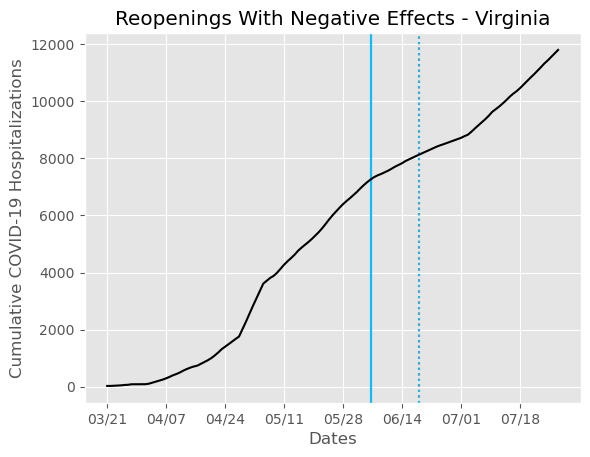 Reopenings With Negative Effects - Virginia
Cumulative COVID-19 Hospitalizations
12000
10000
8000
6000
4000
2000
0
03/21 04/07 04/24 05/11 05/28 06/14 07/01 07/18
Dates